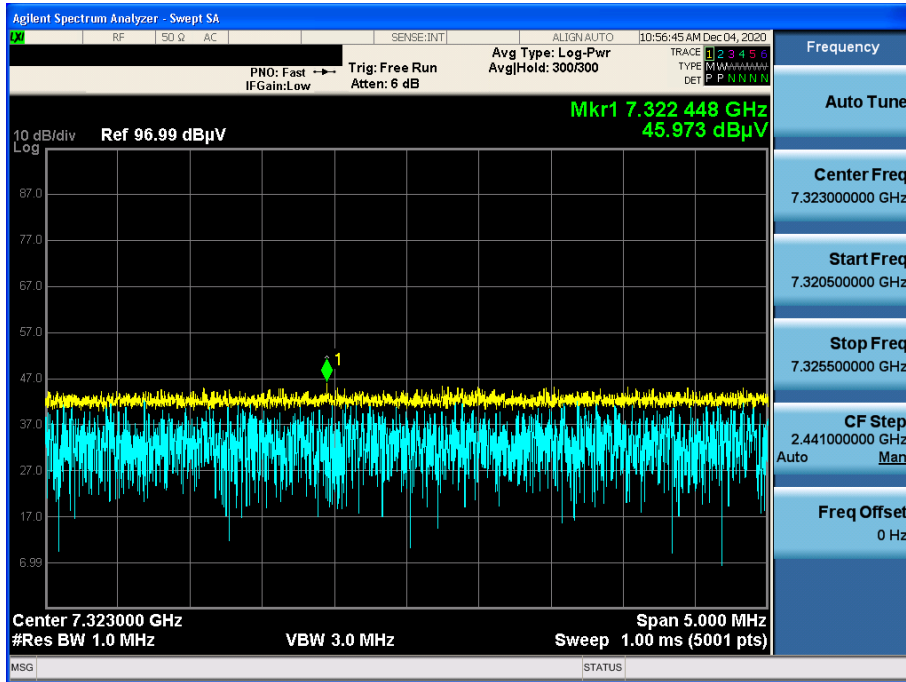 Agilent Spectrum Analyzer - Swept SA
LXI RF 50 Ω AC SENSE:INT ALIGN AUTO 10:56:45 AM Dec 04, 2020
PNO: Fast
IFGain:Low
Trig: Free Run
Atten: 6 dB
Avg Type: Log-Pwr
Avg|Hold: 300/300
TRACE 1 2 3 4 5 6
TYPE MWWWWW
DET P P N N N N
Mkr1 7.322 448 GHz
45.973 dBµV
10 dB/div Ref 96.99 dBµV
Log
87.0
77.0
67.0
57.0
1
47.0
37.0
27.0
17.0
6.99
Center 7.323000 GHz Span 5.000 MHz
#Res BW 1.0 MHz VBW 3.0 MHz Sweep 1.00 ms (5001 pts)
MSG STATUS
Frequency
Auto Tune
Center Freq
7.323000000 GHz
Start Freq
7.320500000 GHz
Stop Freq
7.325500000 GHz
CF Step
2.441000000 GHz
Auto Man
Freq Offset
0 Hz